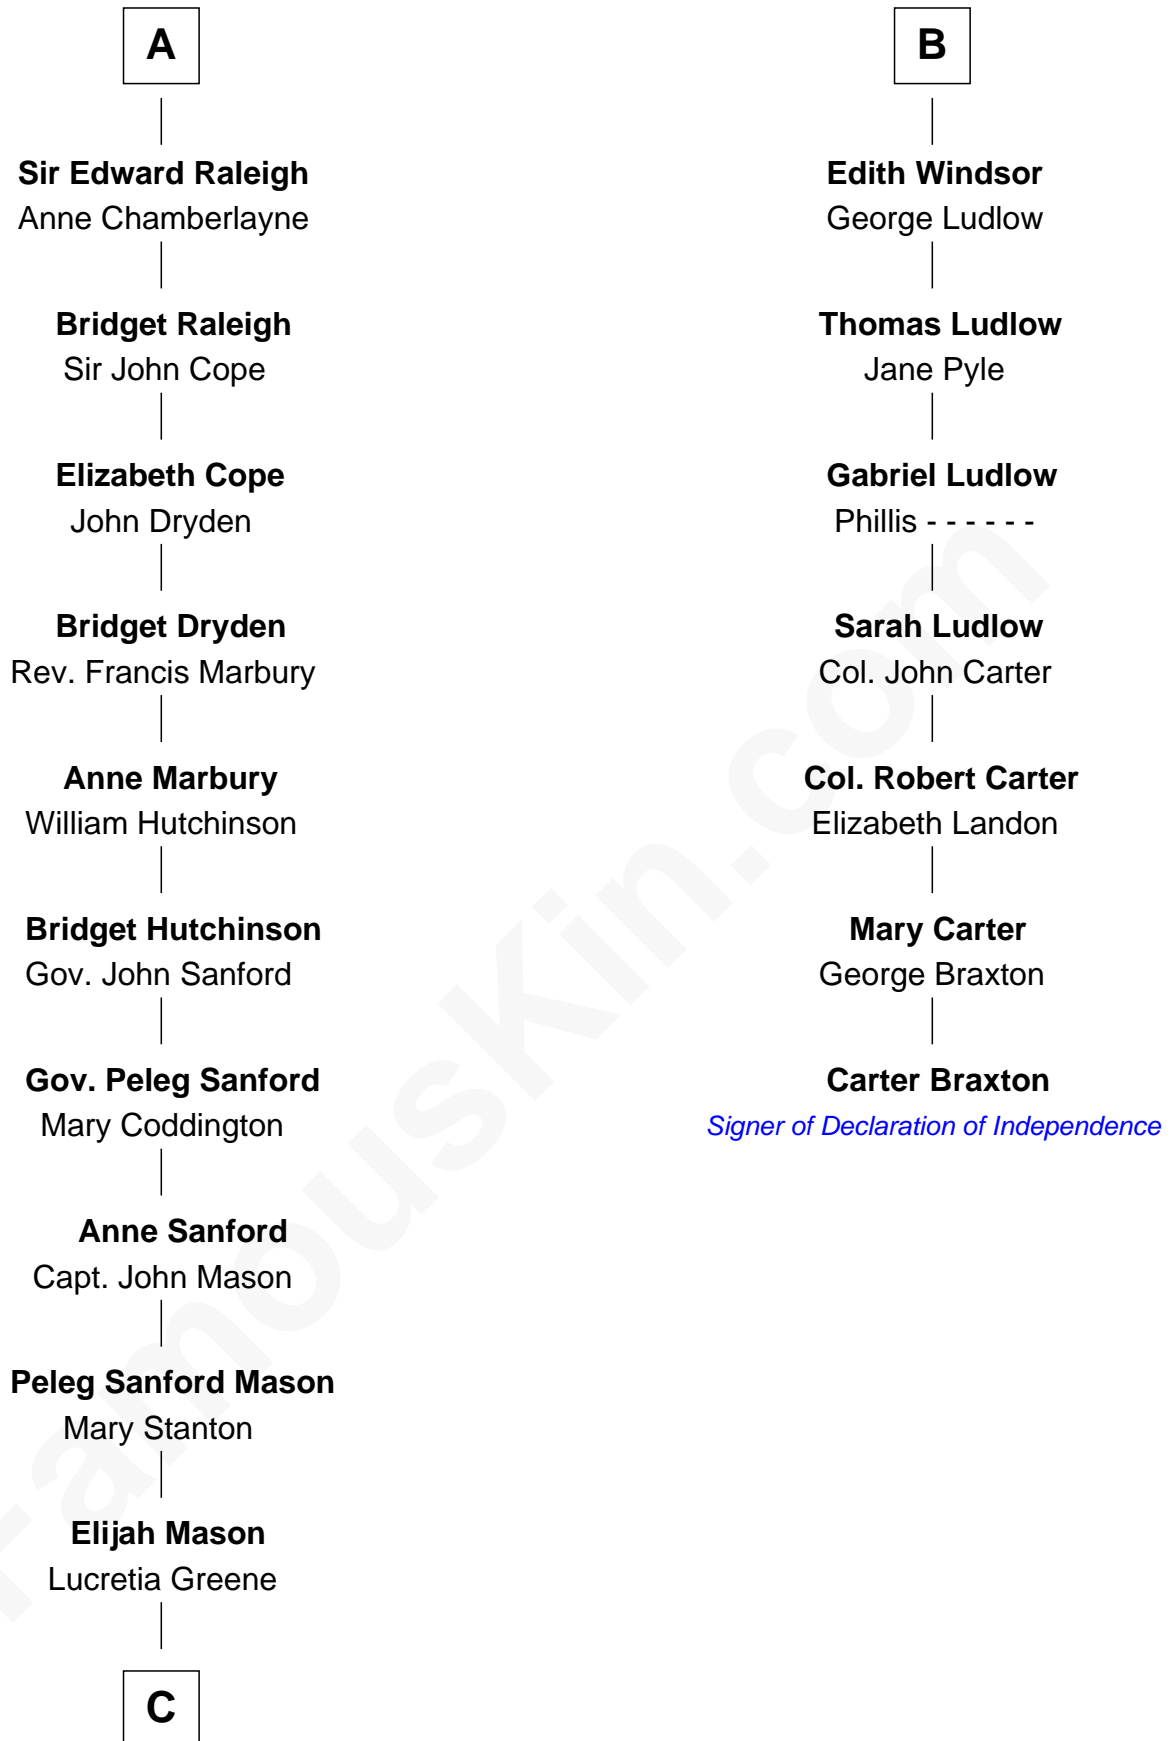 A
Sir Edward Raleigh
Anne Chamberlayne
Bridget Raleigh
Sir John Cope
Elizabeth Cope
John Dryden
Bridget Dryden
Rev. Francis Marbury
Anne Marbury
William Hutchinson
Bridget Hutchinson
Gov. John Sanford
Gov. Peleg Sanford
Mary Coddington
Anne Sanford
Capt. John Mason
Peleg Sanford Mason
Mary Stanton
Elijah Mason
Lucretia Greene
C
B
Edith Windsor
George Ludlow
Thomas Ludlow
Jane Pyle
Gabriel Ludlow
Phillis - - - - - -
Sarah Ludlow
Col. John Carter
Col. Robert Carter
Elizabeth Landon
Mary Carter
George Braxton
Carter Braxton
Signer of Declaration of Independence
FamousKin.com